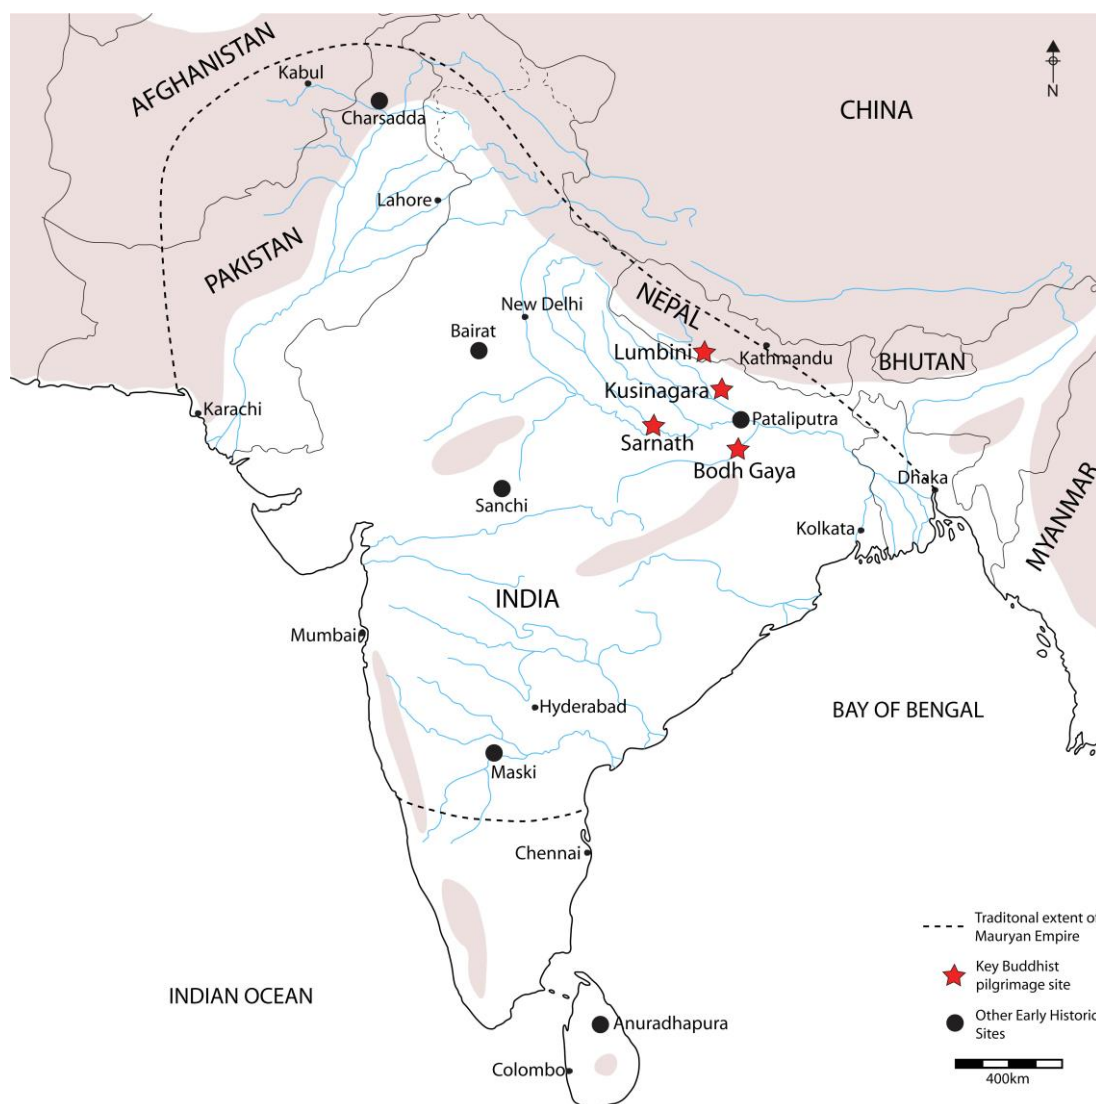 AFGHANISTAN
Kabul
Charsadda
CHINA
N
Lahore
PAKISTAN
New Delhi
Bairat
NEPAL
Lumbini
Kathmandu
BHUTAN
Kusinagara
Karachi
Pataliputra
Sarnath
Bodh Gaya
Dhaka
Sanchi
Kolkata
MYANMAR
INDIA
Mumbai
Hyderabad
BAY OF BENGAL
Maski
Chennai
Traditonal extent of
Mauryan Empire
Key Buddhist
pilgrimage site
INDIAN OCEAN
Other Early Historic
Sites
Anuradhapura
Colombo
400km